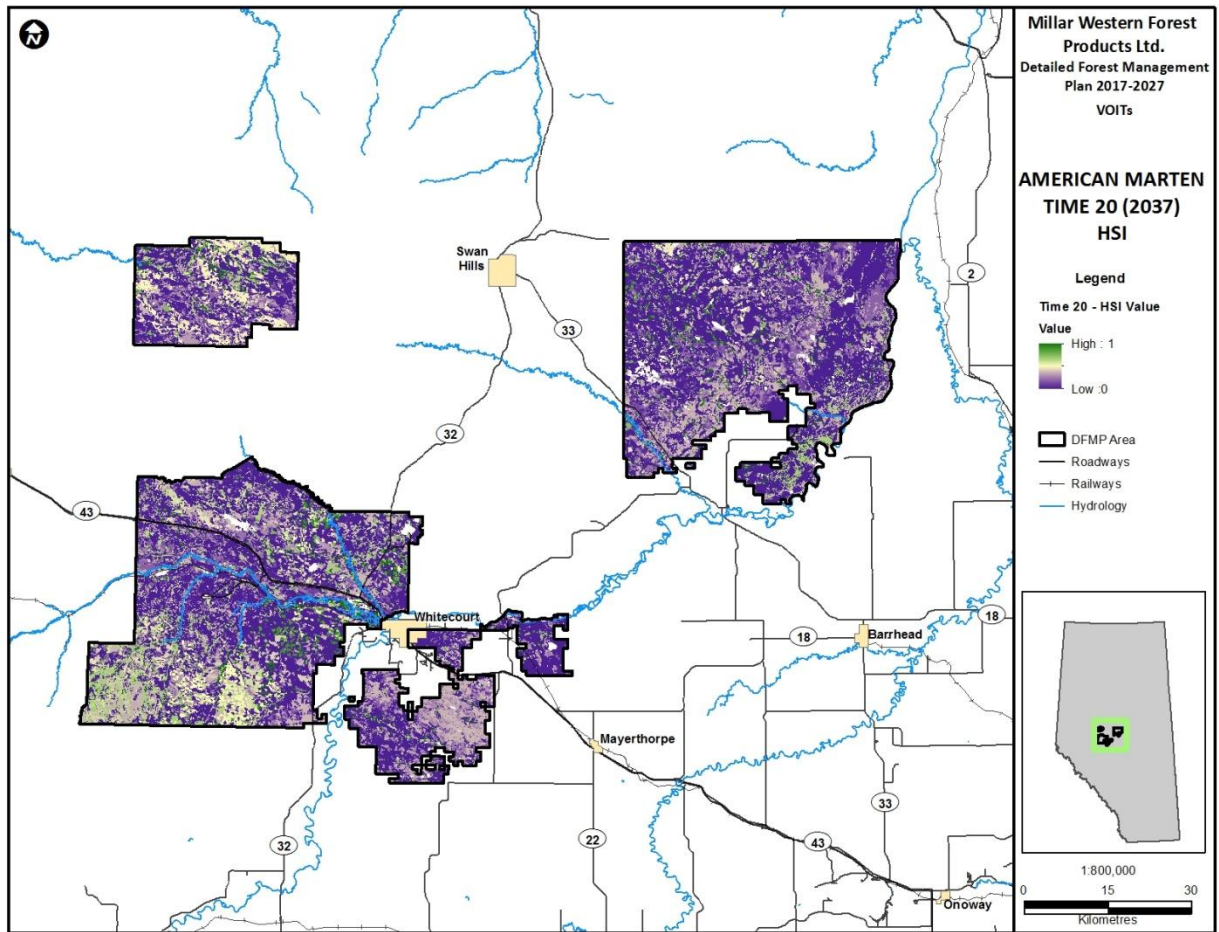 N
Swan
Hills
2
33
32
43
Whitecourt
18
18
Barrhead
Mayerthorpe
33
32
22
43
Onoway
Millar Western Forest
Products Ltd.
Detailed Forest Management
Plan 2017-2027
VOITs
AMERICAN MARTEN
TIME 20 (2037)
HSI
Legend
Time 20 - HSI Value
Value
High : 1
Low :0
DFMP Area
Roadways
Railways
Hydrology
1:800,000
0 15 30
Kilometres